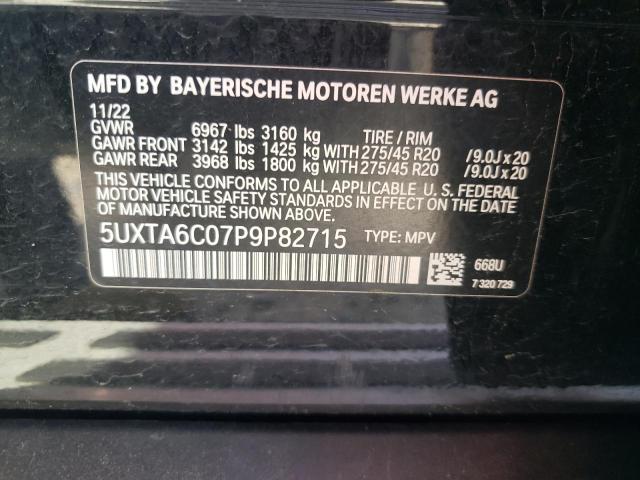 MFD BY BAYERISCHE MOTOREN WERKE AG
11/22
GVWR 6967 lbs 3160 kg TIRE / RIM
GAWR FRONT 3142 lbs 1425 kg WITH 275/45 R20 /9.0J x 20
GAWR REAR 3968 lbs 1800 kg WITH 275/45 R20 /9.0J x 20
THIS VEHICLE CONFORMS TO ALL APPLICABLE U. S. FEDERAL
MOTOR VEHICLE SAFETY STANDARDS IN EFFECT ON THE DATE
OF MANUFACTURE SHOWN ABOVE.
5UXTA6C07P9P82715 TYPE: MPV
668U
7 320 729